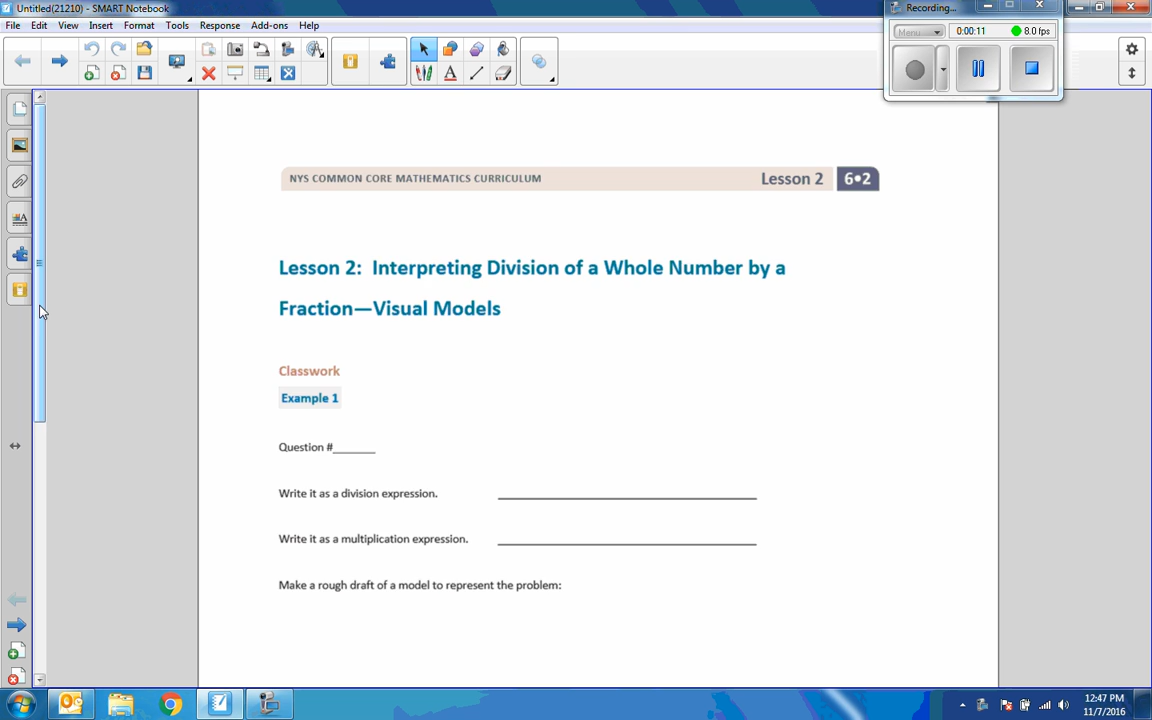 Untitled(21210) - SMART Notebook
Recording...
File Edit View Insert Format Tools Response Add-ons Help
Menu 0:00:11 8.0 fps
NYS COMMON CORE MATHEMATICS CURRICULUM Lesson 2 6•2
Lesson 2: Interpreting Division of a Whole Number by a
Fraction—Visual Models
Classwork
Example 1
Question #______
Write it as a division expression.
Write it as a multiplication expression.
Make a rough draft of a model to represent the problem:
12:47 PM
11/7/2016